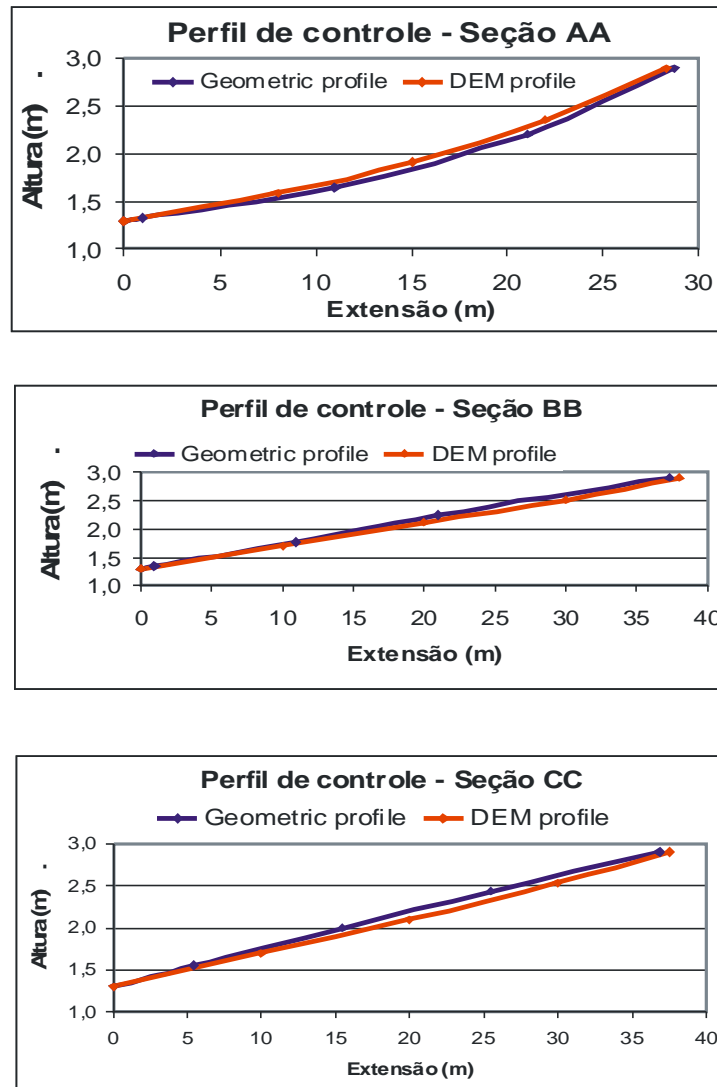 Perfil de controle - Seção AA
Geometric profile DEM profile
Altura(m) .
3,0
2,5
2,0
1,5
1,0
0 5 10 15 20 25 30
Extensão (m)
Perfil de controle - Seção BB
Geometric profile DEM profile
Altura(m) .
3,0
2,5
2,0
1,5
1,0
0 5 10 15 20 25 30 35 40
Extensão (m)
Perfil de controle - Seção CC
Geometric profile DEM profile
Altura(m) .
3,0
2,5
2,0
1,5
1,0
0 5 10 15 20 25 30 35 40
Extensão (m)